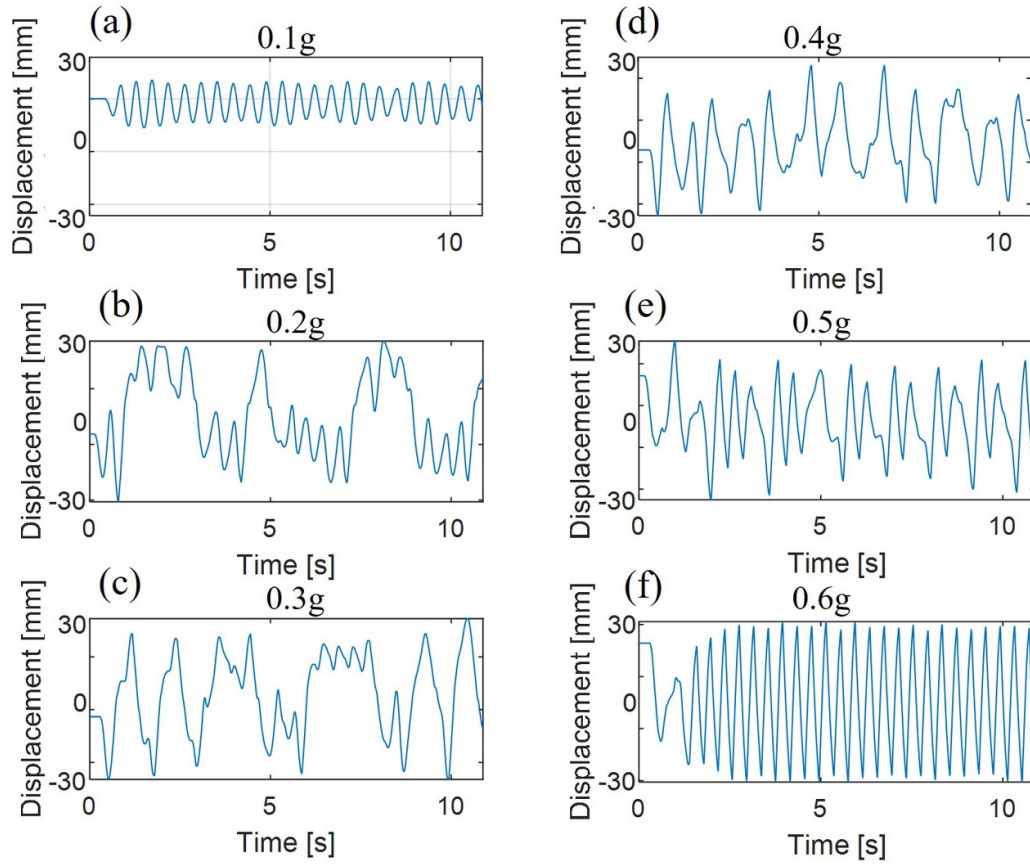 (a)
0.1g
Displacement [mm]
30
0
-30
0
5
10
Time [s]
(b)
0.2g
Displacement [mm]
30
0
-30
0
5
10
Time [s]
(c)
0.3g
Displacement [mm]
30
0
-30
0
5
10
Time [s]
(d)
0.4g
Displacement [mm]
30
0
-30
0
5
10
Time [s]
(e)
0.5g
Displacement [mm]
30
0
-30
0
5
10
Time [s]
(f)
0.6g
Displacement [mm]
30
0
-30
0
5
10
Time [s]